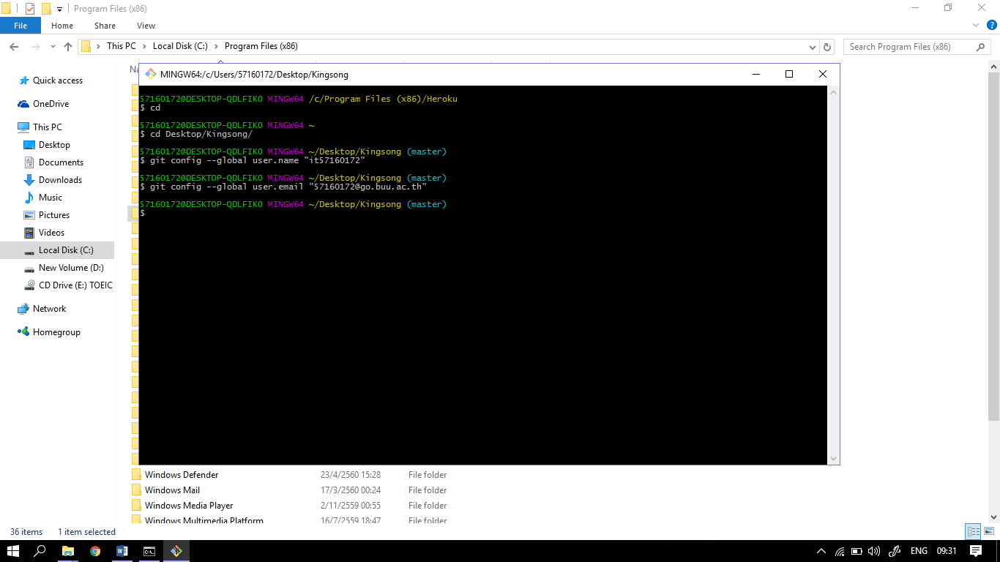 Program Files (x86)
File Home Share View
This PC Local Disk (C:) Program Files (x86)
Search Program Files (x86)
Quick access
OneDrive
This PC
Desktop
Documents
Downloads
Music
Pictures
Videos
Local Disk (C:)
New Volume (D:)
CD Drive (E:) TOEIC
Network
Homegroup
MINGW64:/c/Users/57160172/Desktop/Kingsong
57160172@DESKTOP-QDLFIKO MINGW64 /c/Program Files (x86)/Heroku
$ cd
57160172@DESKTOP-QDLFIKO MINGW64 ~
$ cd Desktop/Kingsong/
57160172@DESKTOP-QDLFIKO MINGW64 ~/Desktop/Kingsong (master)
$ git config --global user.name "it57160172"
57160172@DESKTOP-QDLFIKO MINGW64 ~/Desktop/Kingsong (master)
$ git config --global user.email "57160172@go.buu.ac.th"
57160172@DESKTOP-QDLFIKO MINGW64 ~/Desktop/Kingsong (master)
$
Windows Defender 23/4/2560 15:28 File folder
Windows Mail 17/3/2560 00:24 File folder
Windows Media Player 2/11/2559 00:55 File folder
Windows Multimedia Platform 16/7/2559 18:47 File folder
36 items 1 item selected
ENG 09:31